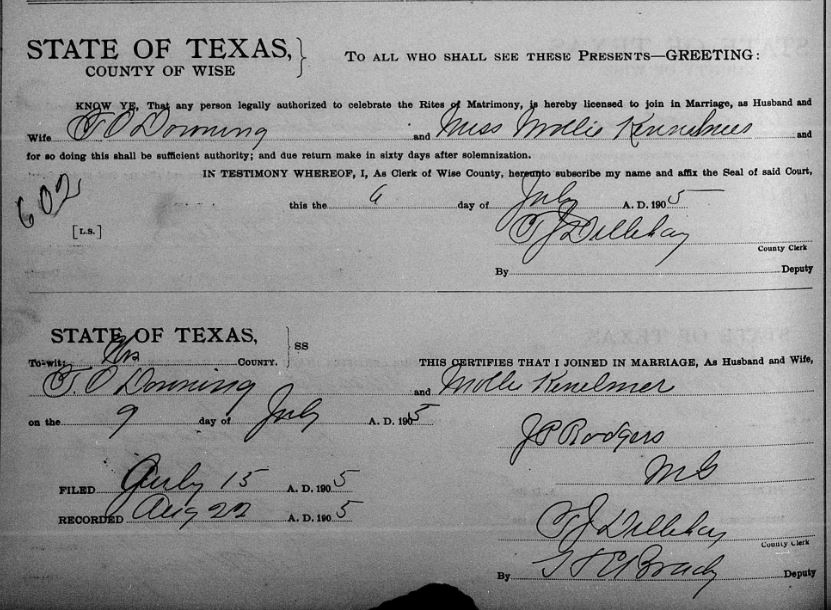 STATE OF TEXAS, } TO ALL WHO SHALL SEE THESE PRESENTS—GREETING:
COUNTY OF WISE
KNOW YE, That any person legally authorized to celebrate the Rites of Matrimony, is hereby licensed to join in Marriage, as Husband and
Wife O Downing and Miss Mollie and
for so doing this shall be sufficient authority; and due return make in sixty days after solemnization.
IN TESTIMONY WHEREOF, I, As Clerk of Wise County, hereunto subscribe my name and affix the Seal of said Court,
602
this the 6 day of July A. D. 1905
[L.S.] Dillehay
County Clerk
By Deputy
STATE OF TEXAS, } SS
To-wit: COUNTY. THIS CERTIFIES THAT I JOINED IN MARRIAGE, As Husband and Wife,
O Downing and Mollie Kinelmer
on the 9 day of July A. D. 1905
J P Rodgers
FILED July 15 A. D. 1905 M G
RECORDED Aug 22 A. D. 1905 Dillehay
County Clerk
By Brady Deputy